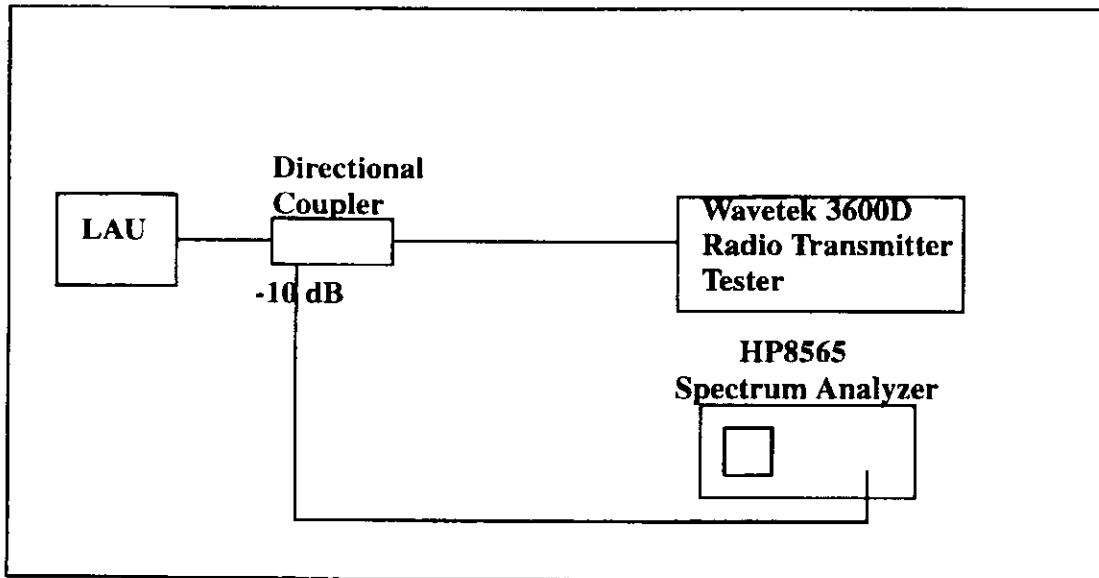 Directional
Coupler
LAU
-10 dB
Wavetek 3600D
Radio Transmitter
Tester
HP8565
Spectrum Analyzer